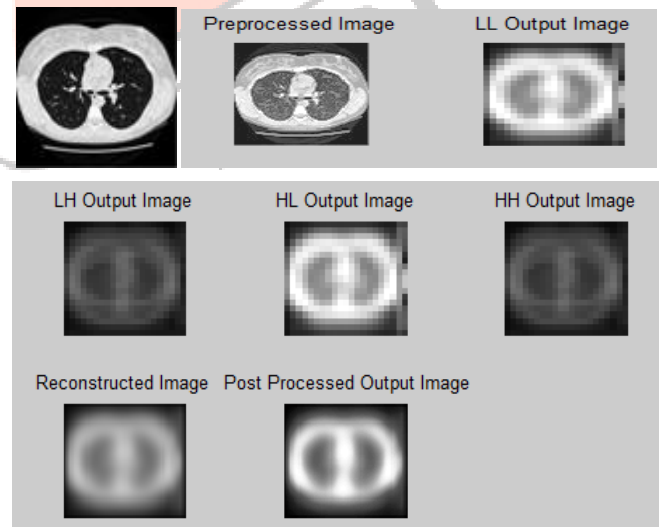 Preprocessed Image
LL Output Image
LH Output Image
HL Output Image
HH Output Image
Reconstructed Image
Post Processed Output Image